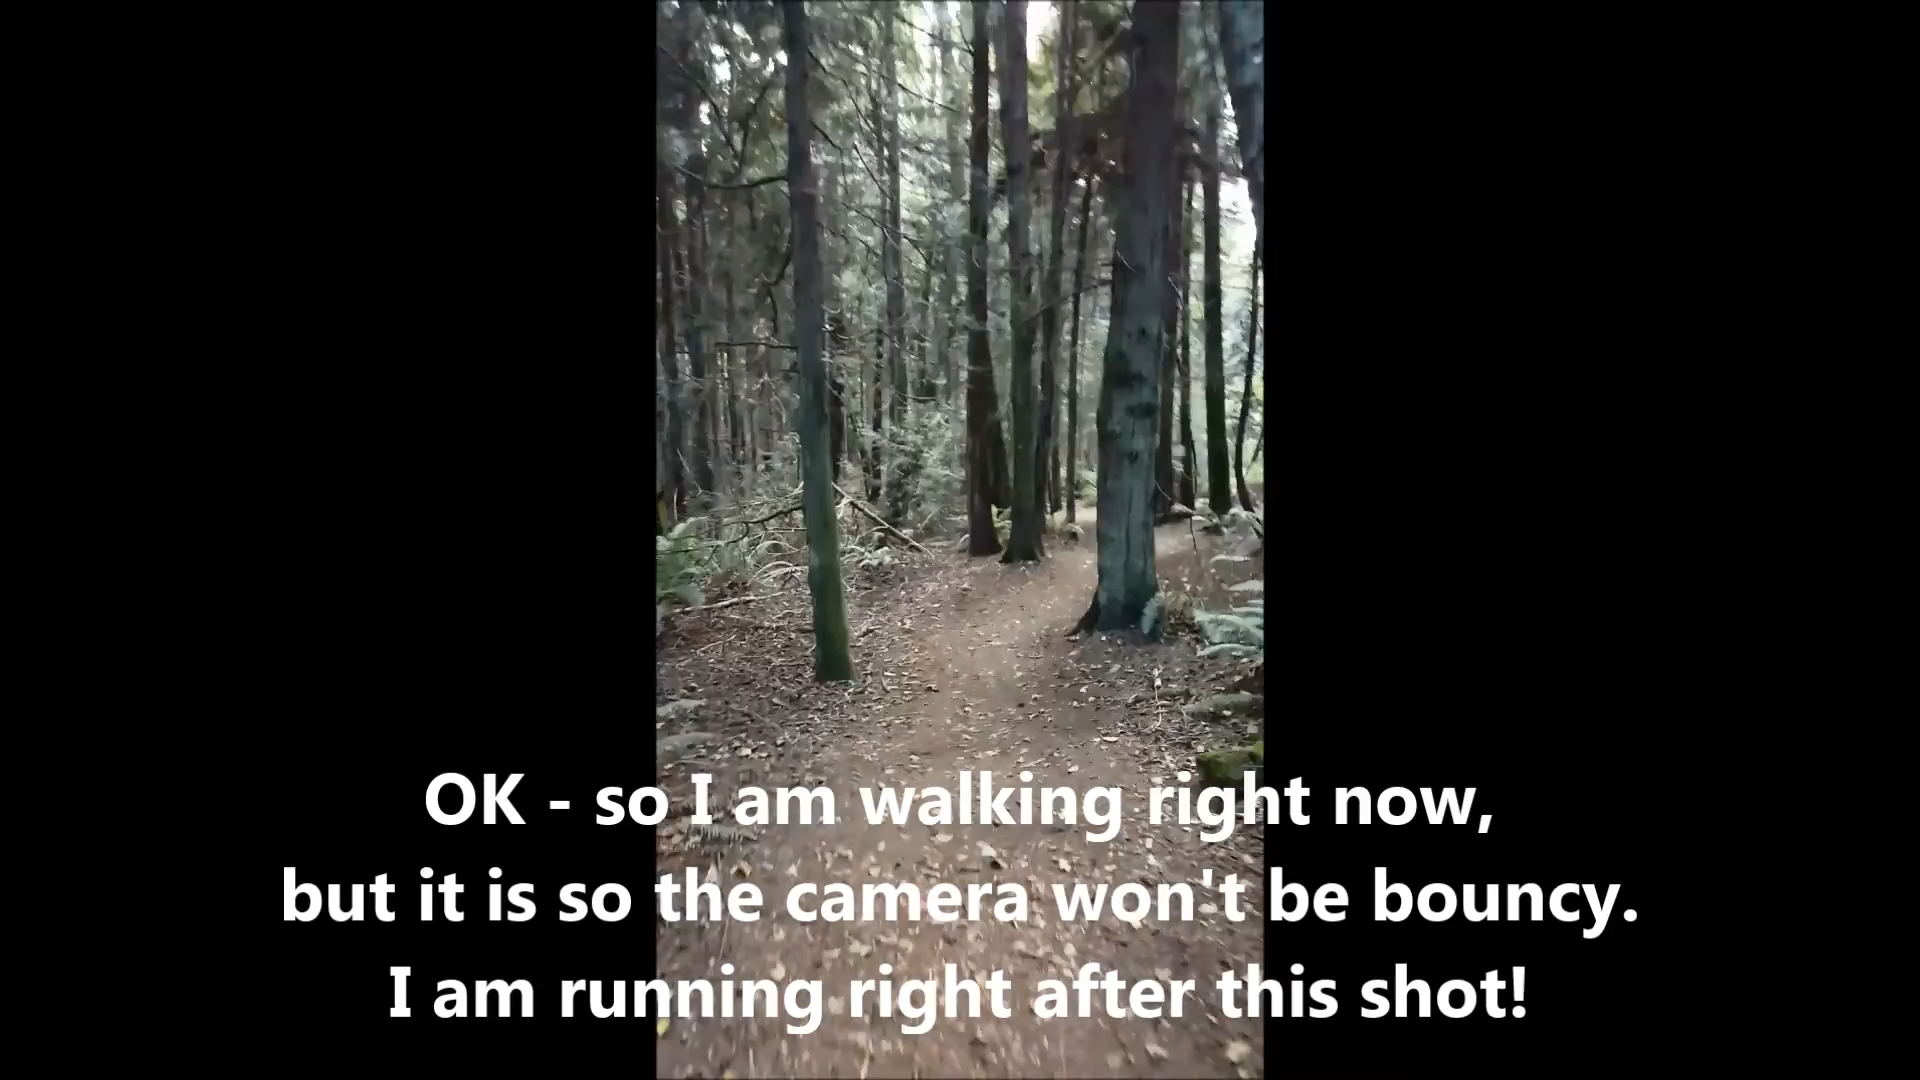 OK - so I am walking right now,
but it is so the camera won't be bouncy.
I am running right after this shot!